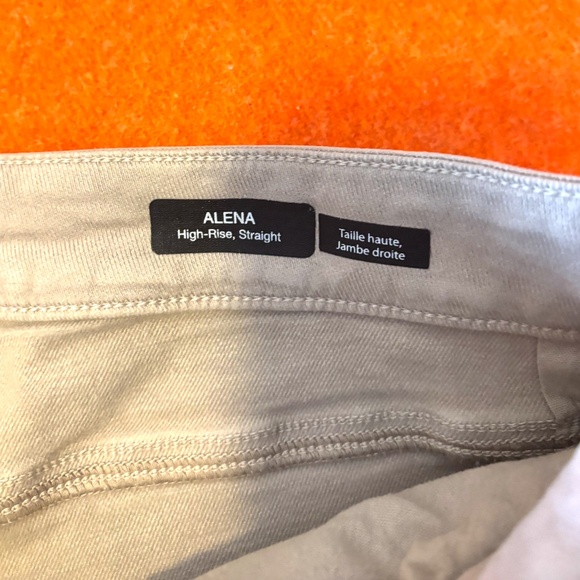 ALENA
High-Rise, Straight
Taille haute,
Jambe droite